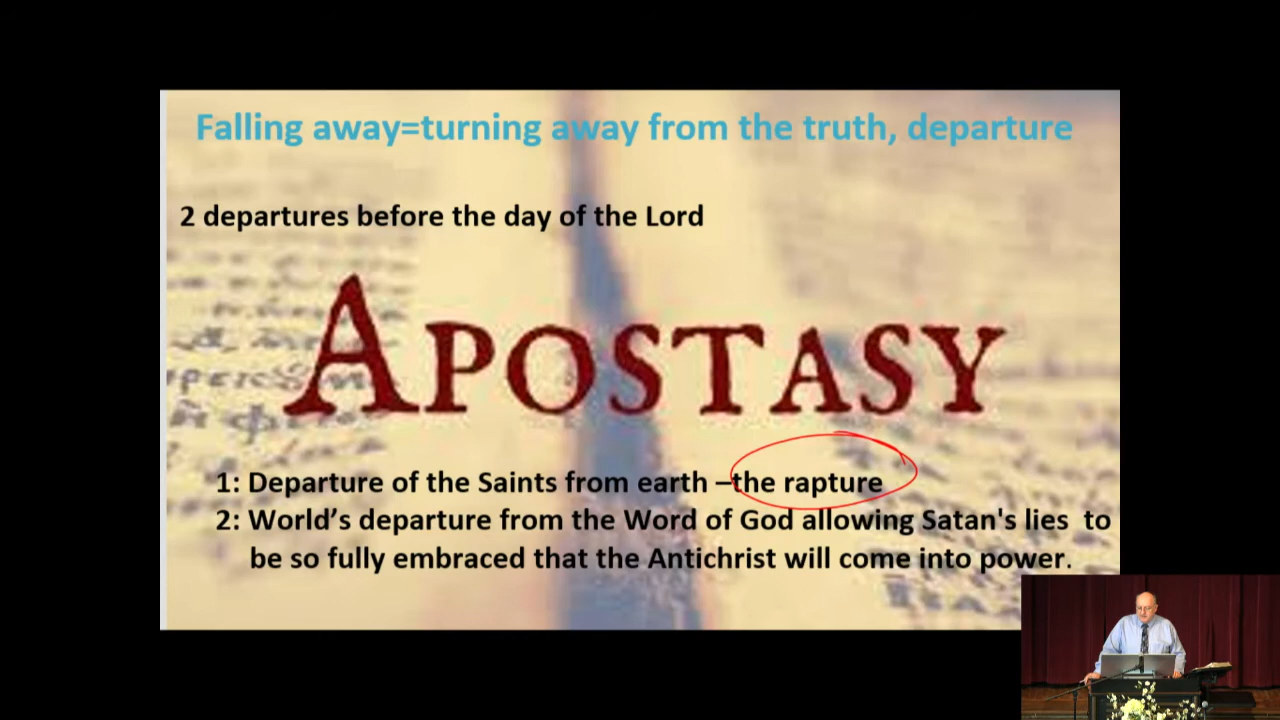 Falling away=turning away from the truth, departure
2 departures before the day of the Lord
APOSTASY
1: Departure of the Saints from earth –the rapture
2: World's departure from the Word of God allowing Satan's lies to
be so fully embraced that the Antichrist will come into power.